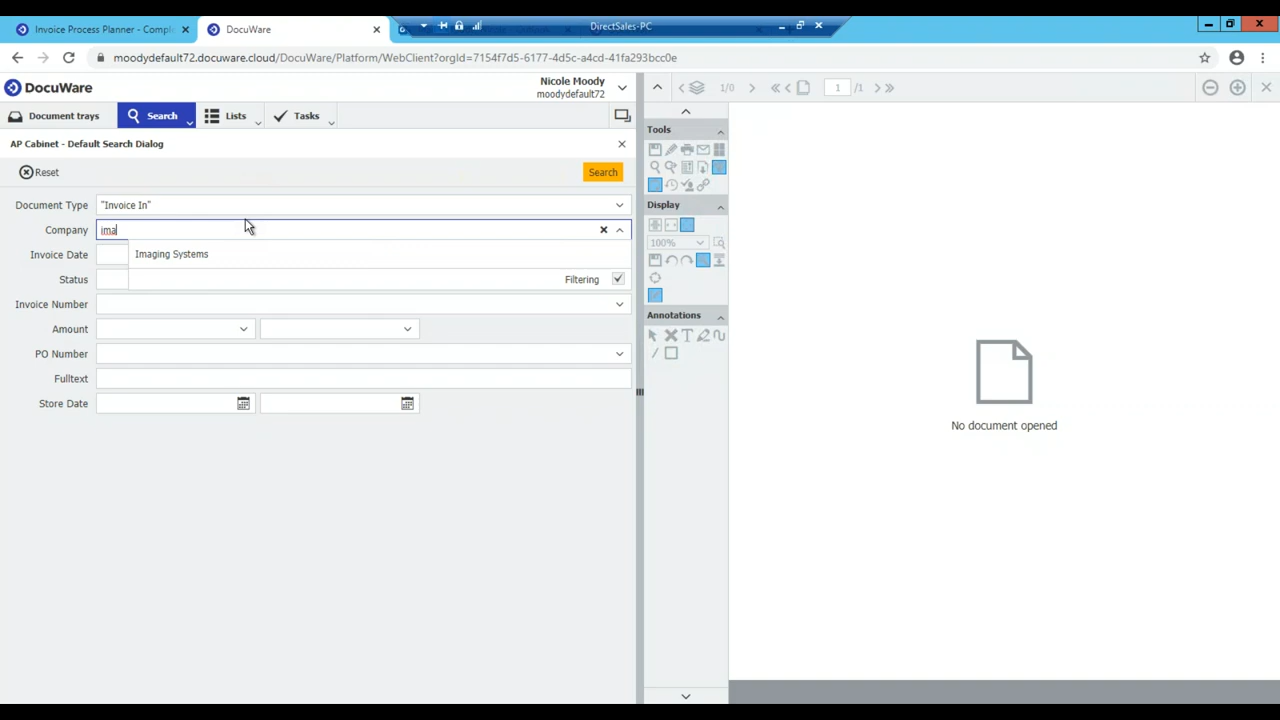 Invoice Process Planner - Comple
DocuWare
DirectSales-PC
moodydefault72.docuware.cloud/DocuWare/Platform/WebClient?orgId=7154f7d5-6177-4d5c-a4cd-41fa293bcc0e
DocuWare
Nicole Moody
moodydefault72
1/0
1 /1
Document trays
Search
Lists
Tasks
AP Cabinet - Default Search Dialog
Tools
Reset
Search
Document Type "Invoice In"
Display
Company ima
100%
Invoice Date
Imaging Systems
Status
Filtering
Invoice Number
Annotations
Amount
PO Number
Fulltext
Store Date
No document opened